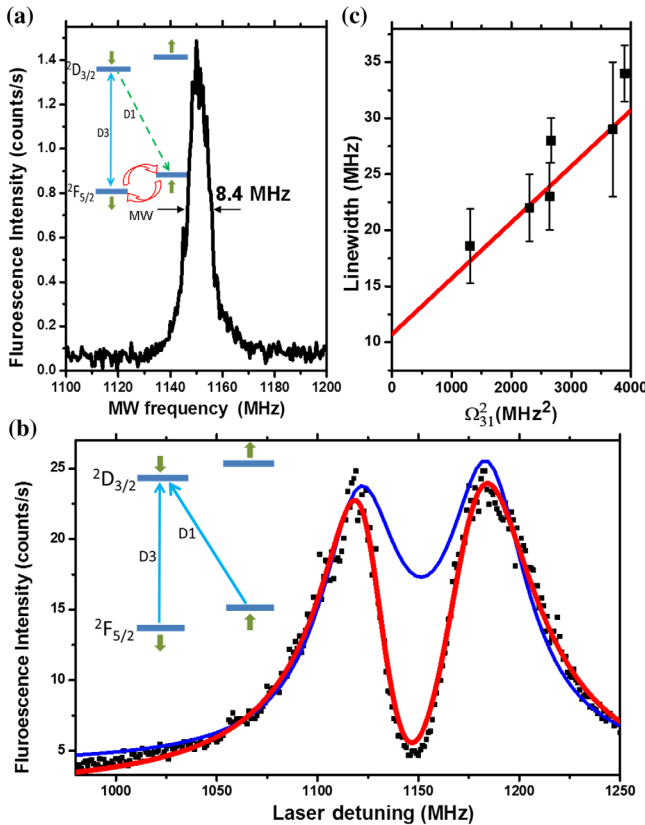 (a)
Fluroescence Intensity (counts/s)
1.4
1.2
1.0
0.8
0.6
0.4
0.2
0.0
²D₃/₂
D3
D1
²F₅/₂
MW
8.4 MHz
1100
1120
1140
1160
1180
1200
MW frequency (MHz)
(c)
Linewidth (MHz)
40
35
30
25
20
15
10
0
1000
2000
3000
4000
Ω²₃₁(MHz²)
(b)
Fluroescence Intensity (counts/s)
25
20
15
10
5
²D₃/₂
D3
D1
²F₅/₂
1000
1050
1100
1150
1200
1250
Laser detuning (MHz)